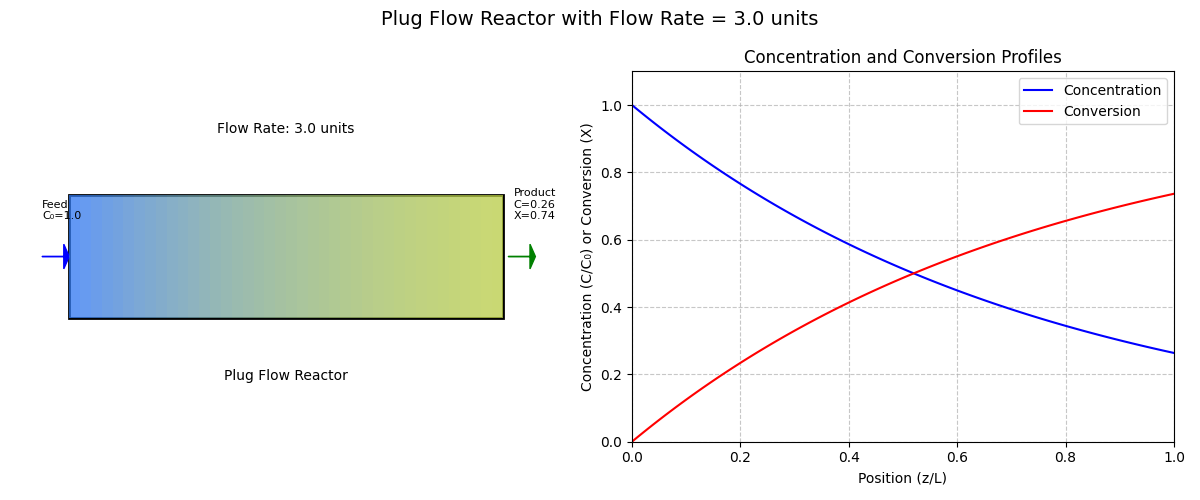 Plug Flow Reactor with Flow Rate = 3.0 units
Flow Rate: 3.0 units
Feed
C₀=1.0
Product
C=0.26
X=0.74
Plug Flow Reactor
Concentration and Conversion Profiles
Concentration
Conversion
Concentration (C/C₀) or Conversion (X)
1.0
0.8
0.6
0.4
0.2
0.0
0.0 0.2 0.4 0.6 0.8 1.0
Position (z/L)